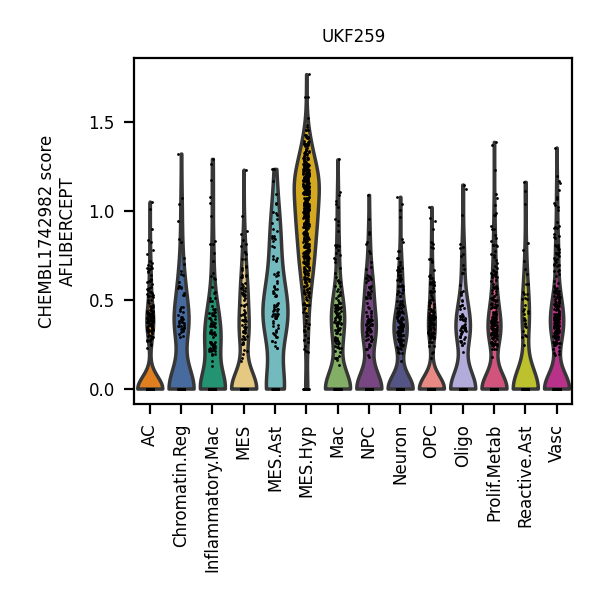 UKF259
CHEMBL1742982 score
AFLIBERCEPT
1.5
1.0
0.5
0.0
AC
Chromatin.Reg
Inflammatory.Mac
MES
MES.Ast
MES.Hyp
Mac
NPC
Neuron
OPC
Oligo
Prolif.Metab
Reactive.Ast
Vasc